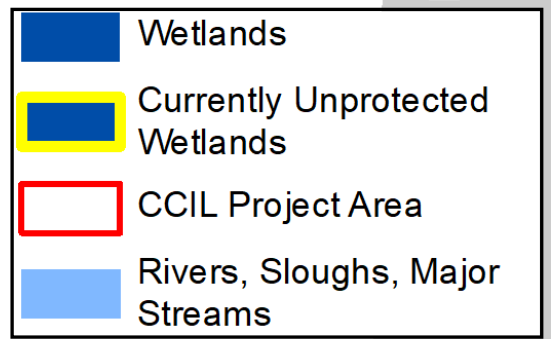 Wetlands
Currently Unprotected
Wetlands
CCIL Project Area
Rivers, Sloughs, Major
Streams